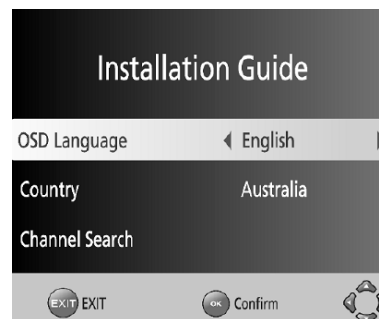 Installation Guide
OSD Language English
Country Australia
Channel Search
EXIT EXIT OK Confirm